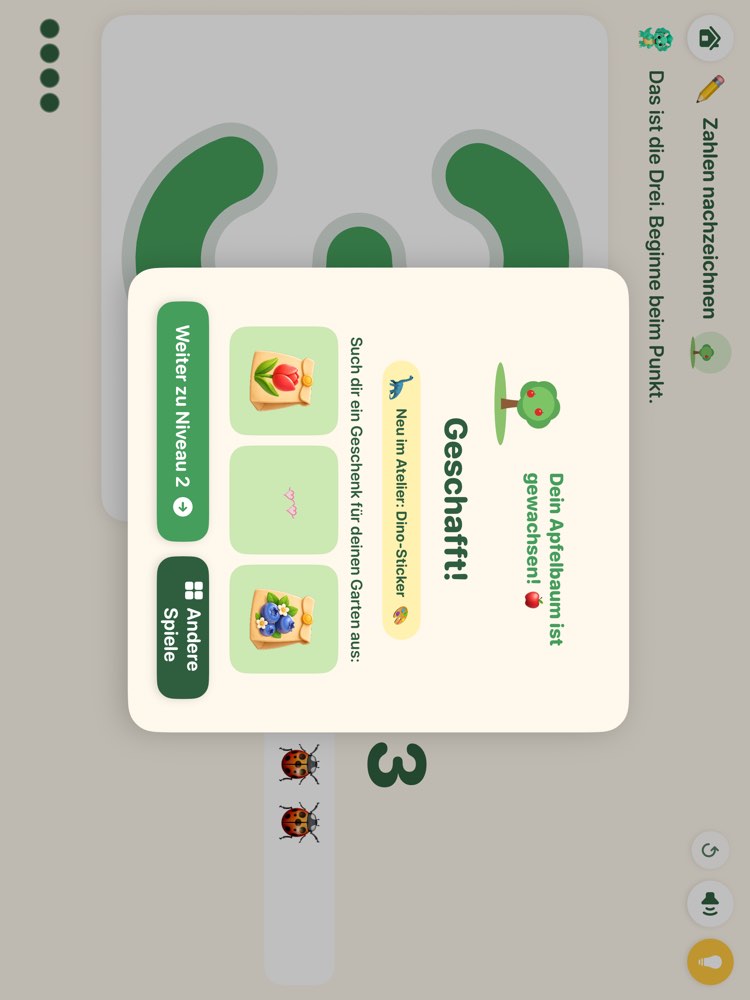 Zahlen nachzeichnen
Das ist die Drei. Beginne beim Punkt.
Dein Apfelbaum ist
gewachsen! 🍎
Geschafft!
Neu im Atelier: Dino-Sticker
Such dir ein Geschenk für deinen Garten aus:
Weiter zu Niveau 2
Andere
Spiele
3